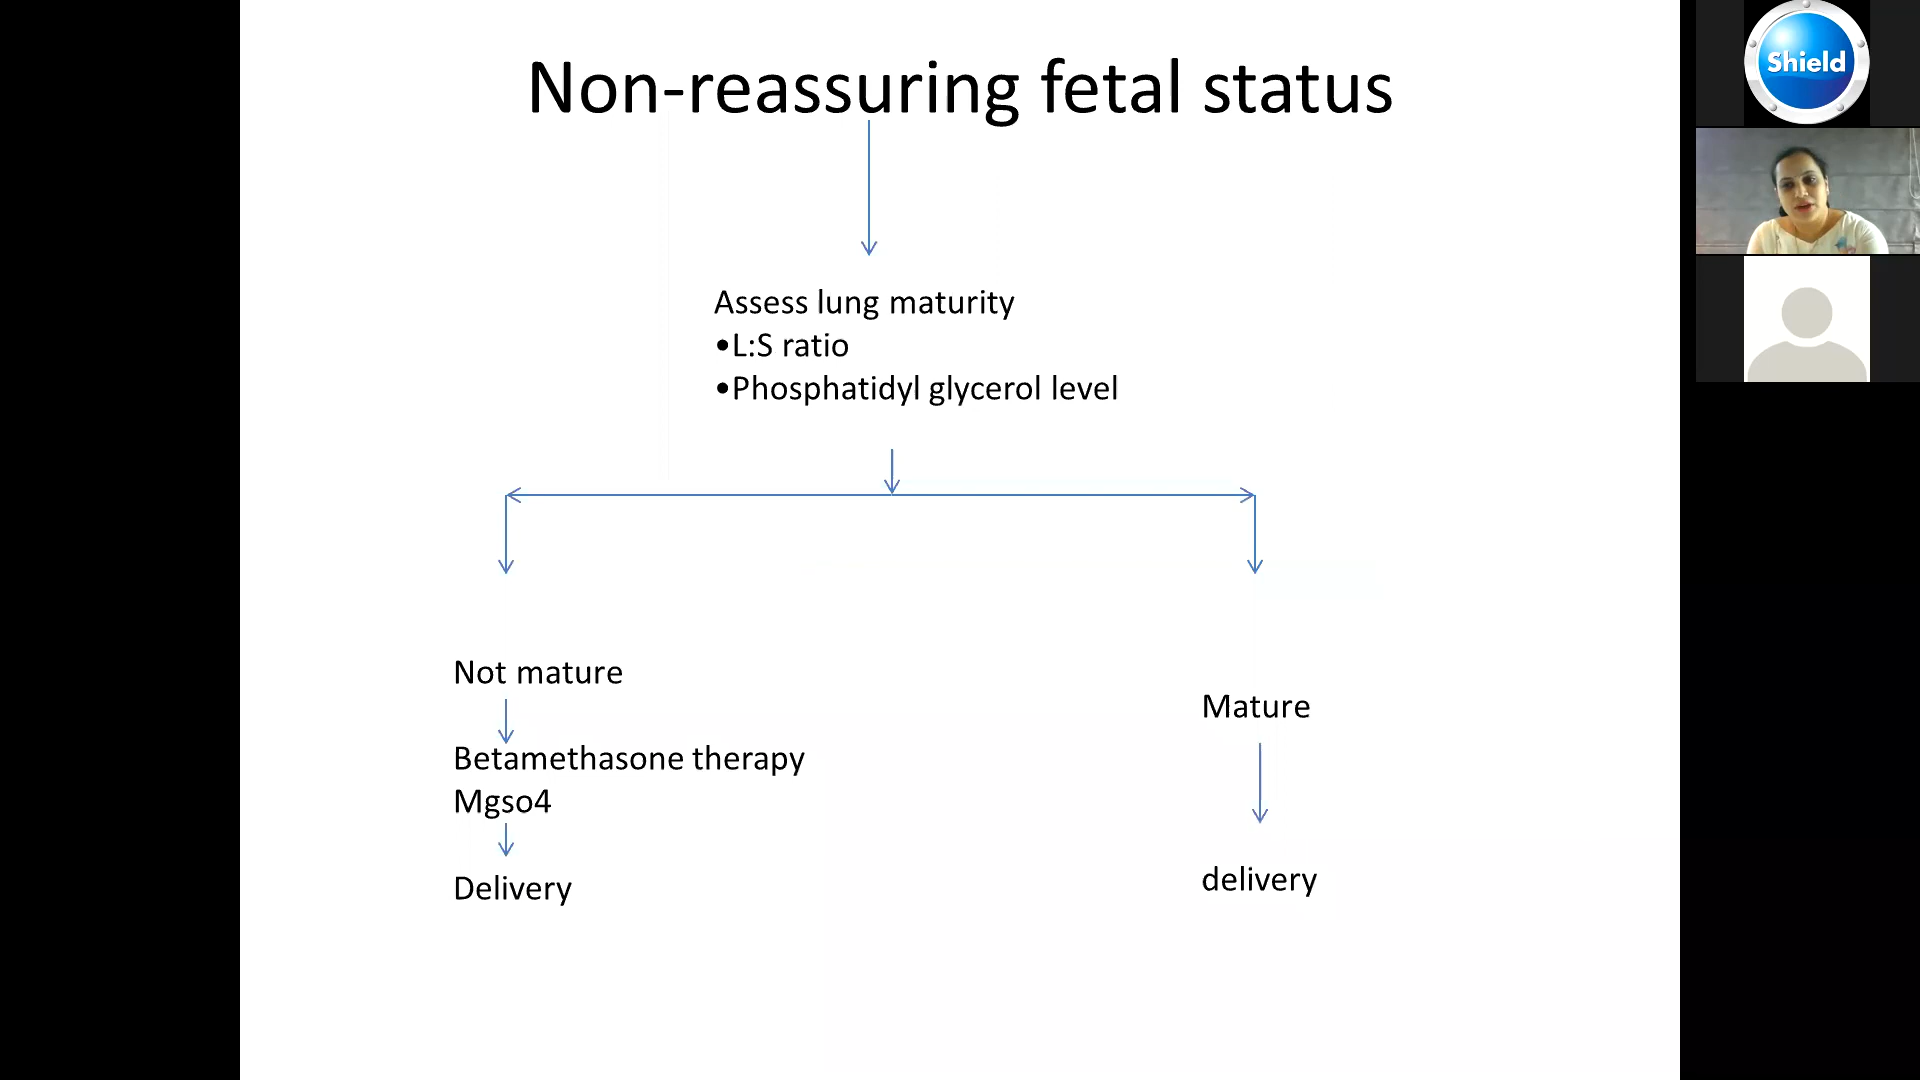 Non-reassuring fetal status
Shield
Assess lung maturity
•L:S ratio
•Phosphatidyl glycerol level
Not mature
Betamethasone therapy
Mgso4
Delivery
Mature
delivery